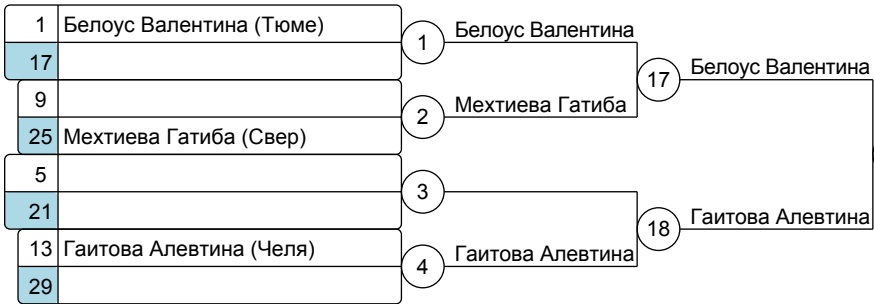 1 Белоус Валентина (Тюме)
17
9
25 Мехтиева Гатиба (Свер)
5
21
13 Гаитова Алевтина (Челя)
29
1 Белоус Валентина
2 Мехтиева Гатиба
3
4 Гаитова Алевтина
17 Белоус Валентина
18 Гаитова Алевтина